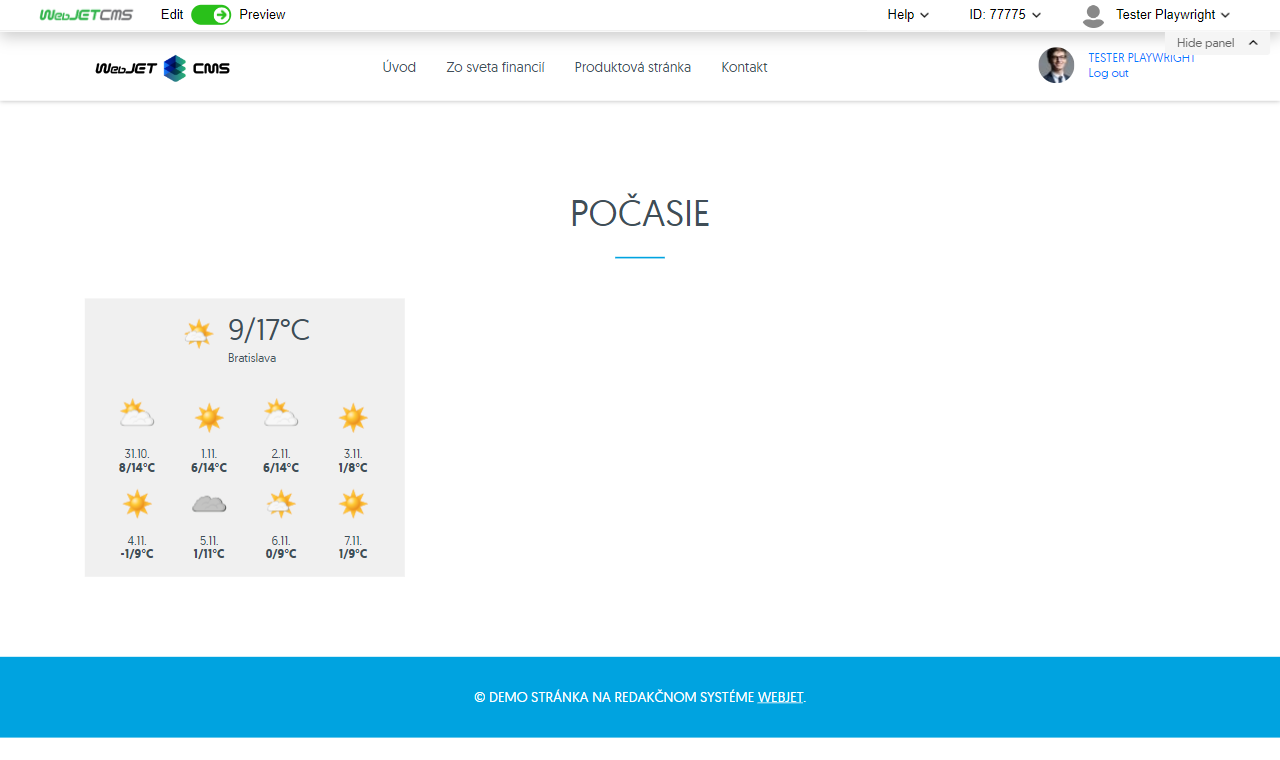 WebJETCMS Edit Preview Help ID: 77775 Tester Playwright
Hide panel
WebJET CMS Úvod Zo sveta financií Produktová stránka Kontakt
TESTER PLAYWRIGHT
Log out
POČASIE
9/17°C
Bratislava
31.10. 1.11. 2.11. 3.11.
8/14°C 6/14°C 6/14°C 1/8°C
4.11. 5.11. 6.11. 7.11.
-1/9°C 1/11°C 0/9°C 1/9°C
© DEMO STRÁNKA NA REDAKČNOM SYSTÉME WEBJET.